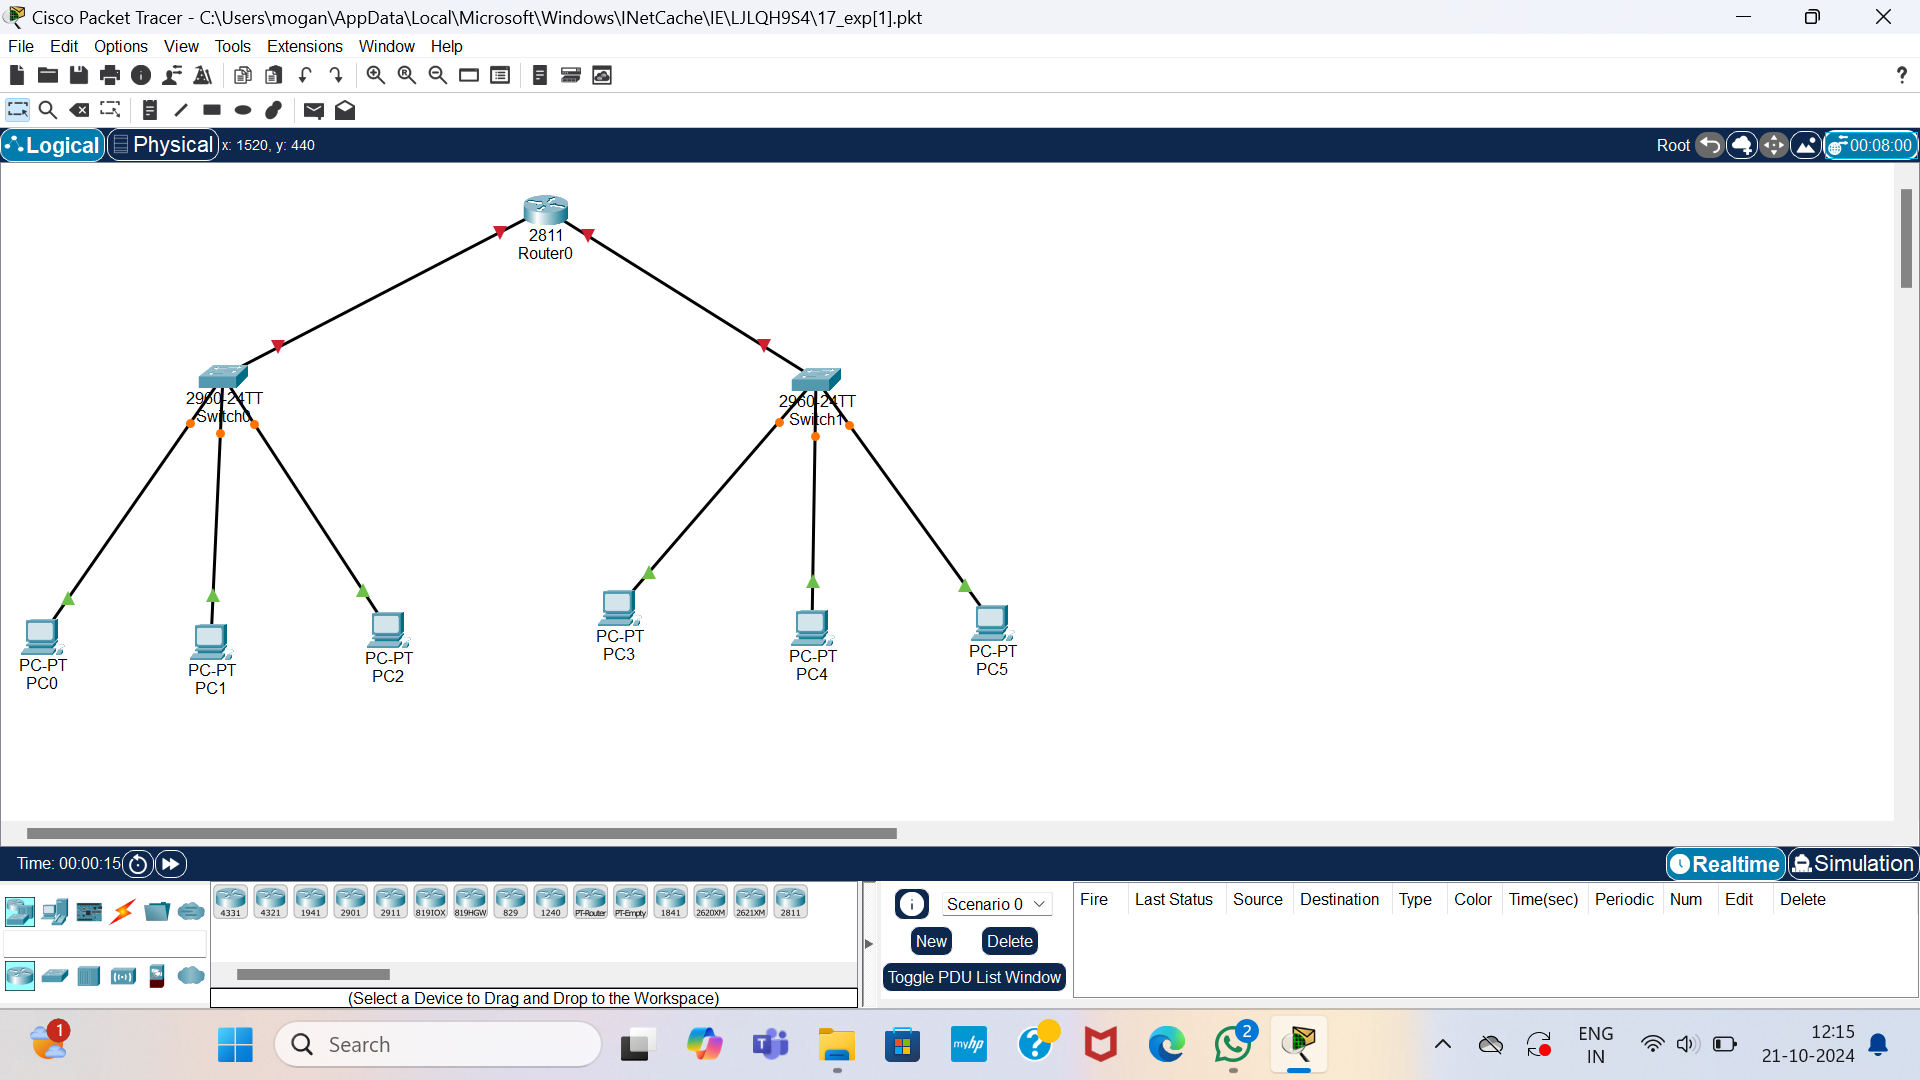 Cisco Packet Tracer - C:\Users\mogan\AppData\Local\Microsoft\Windows\INetCache\IE\LJLQH9S4\17_exp[1].pkt
File Edit Options View Tools Extensions Window Help
?
Logical Physical x: 1520, y: 440 Root 00:08:00
2811
Router0
2960-24TT
Switch0
2960-24TT
Switch1
PC-PT
PC0
PC-PT
PC1
PC-PT
PC2
PC-PT
PC3
PC-PT
PC4
PC-PT
PC5
Time: 00:00:15 Realtime Simulation
4331 4321 1941 2901 2911 819IOX 819HGW 829 1240 PT-Router PT-Empty 1841 2620XM 2621XM 2811
(Select a Device to Drag and Drop to the Workspace)
Scenario 0
New Delete
Toggle PDU List Window
Fire Last Status Source Destination Type Color Time(sec) Periodic Num Edit Delete
1
Search
myhp
2
ENG
IN
12:15
21-10-2024